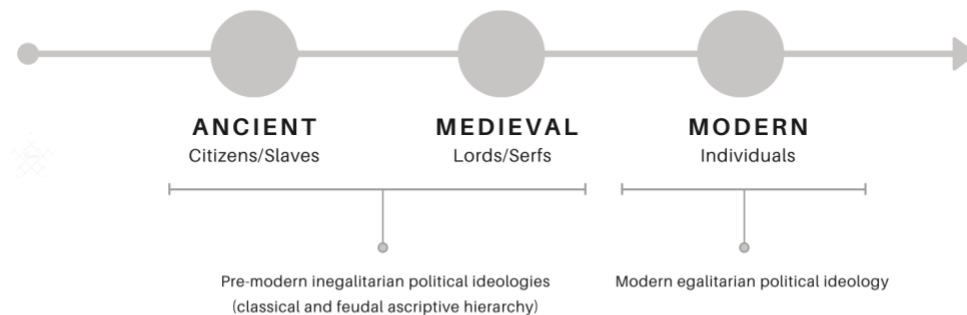 ANCIENT
Citizens/Slaves
MEDIEVAL
Lords/Serfs
MODERN
Individuals
Pre-modern inegalitarian political ideologies
(classical and feudal ascriptive hierarchy)
Modern egalitarian political ideology